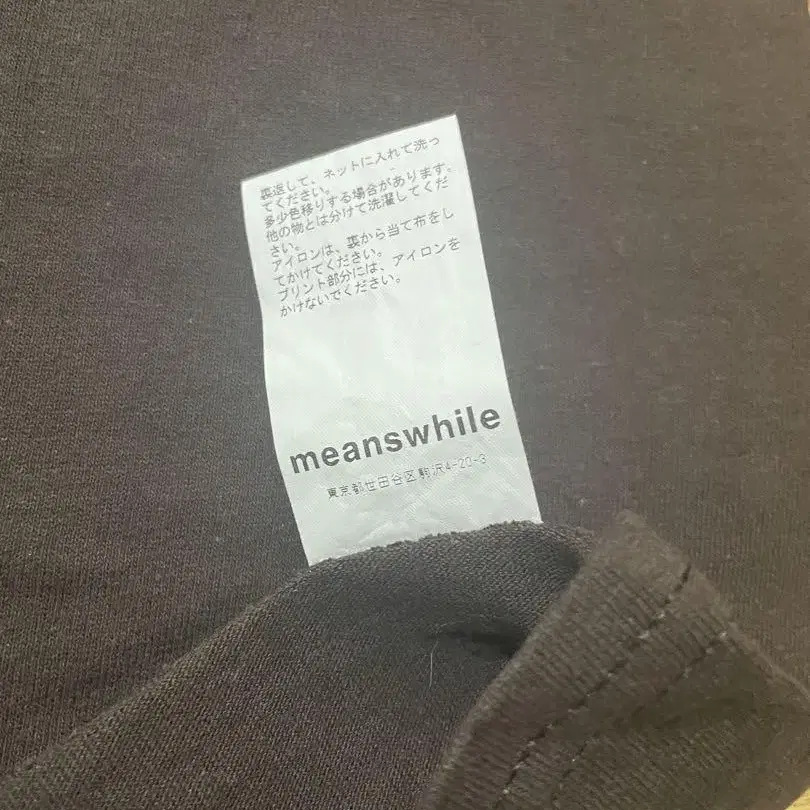 裏返して、ネットに入れて洗っ
てください。
多少色移りする場合があります。
他の物とは分けて洗濯してくだ
さい。
アイロンは、裏から当て布をし
てかけてください。
プリント部分には、アイロンを
かけないでください。
meanswhile
東京都世田谷区駒沢4-20-3